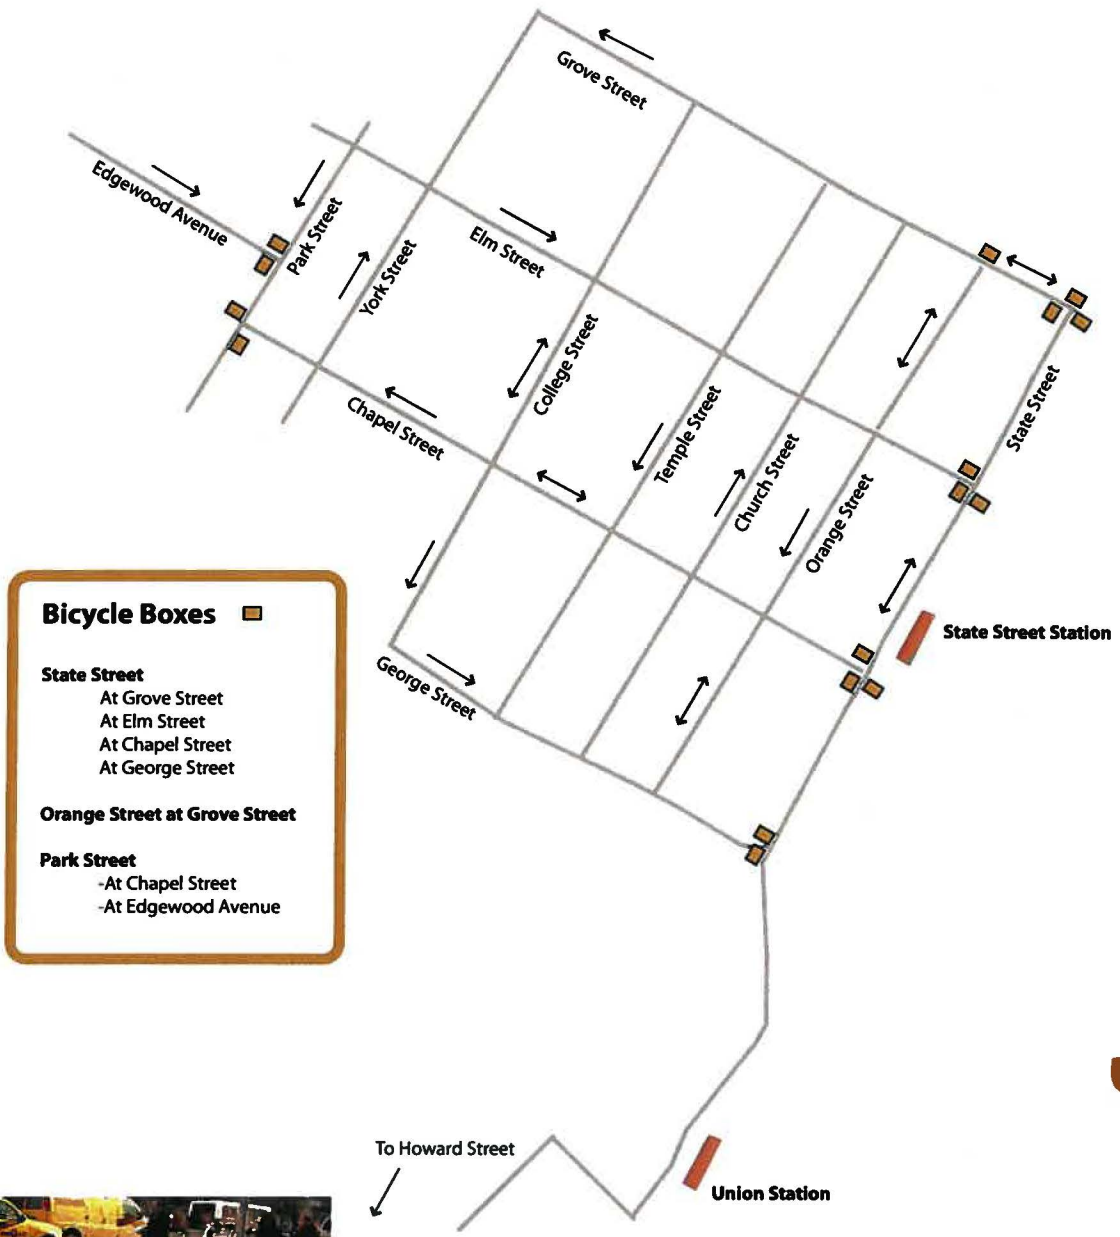 Grove Street
Edgewood Avenue
Park Street
York Street
Elm Street
College Street
Chapel Street
Temple Street
Church Street
Orange Street
State Street
George Street
State Street Station
Bicycle Boxes
State Street
At Grove Street
At Elm Street
At Chapel Street
At George Street
Orange Street at Grove Street
Park Street
-At Chapel Street
-At Edgewood Avenue
To Howard Street
Union Station